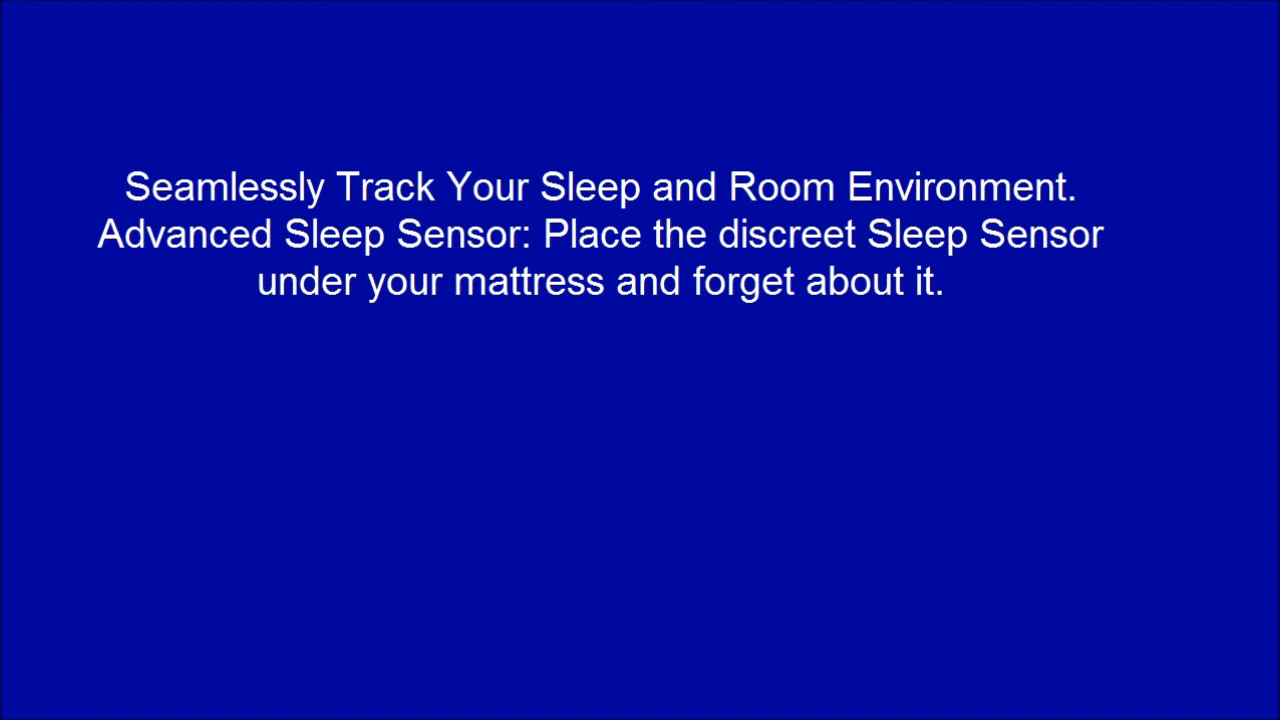 Seamlessly Track Your Sleep and Room Environment.
Advanced Sleep Sensor: Place the discreet Sleep Sensor
under your mattress and forget about it.